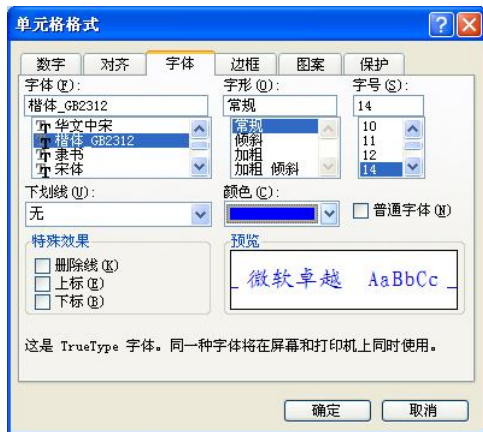 单元格格式
数字 对齐 字体 边框 图案 保护
字体(F): 字形(O): 字号(S):
楷体_GB2312 常规 14
华文中宋 常规 10
楷体_GB2312 倾斜 11
隶书 加粗 12
宋体 加粗 倾斜 14
下划线(U): 颜色(C):
无 普通字体(N)
特殊效果 预览
删除线(K)
上标(E)
下标(B)
微软卓越 AaBbCc
这是 TrueType 字体。同一种字体将在屏幕和打印机上同时使用。
确定 取消